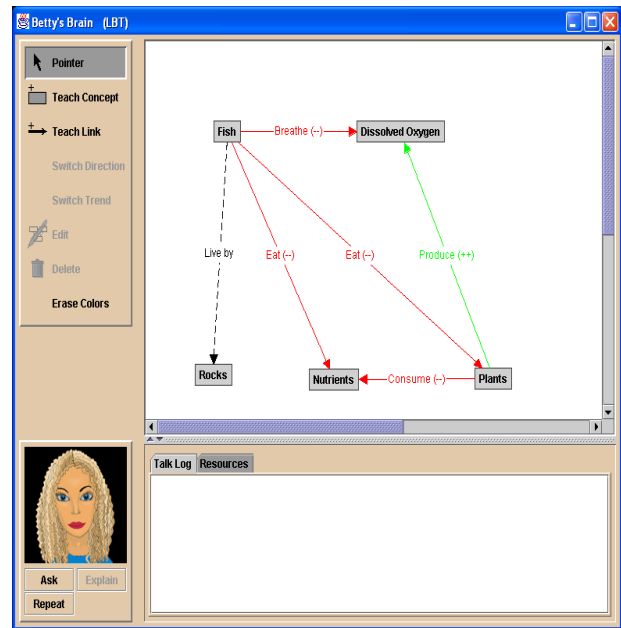 Betty's Brain (LBT)
Pointer
Teach Concept
Teach Link
Switch Direction
Switch Trend
Edit
Delete
Erase Colors
Fish
Breathe (--)
Dissolved Oxygen
Live by
Eat (--)
Eat (--)
Produce (++)
Rocks
Nutrients
Consume (--)
Plants
Talk Log
Resources
Ask
Explain
Repeat